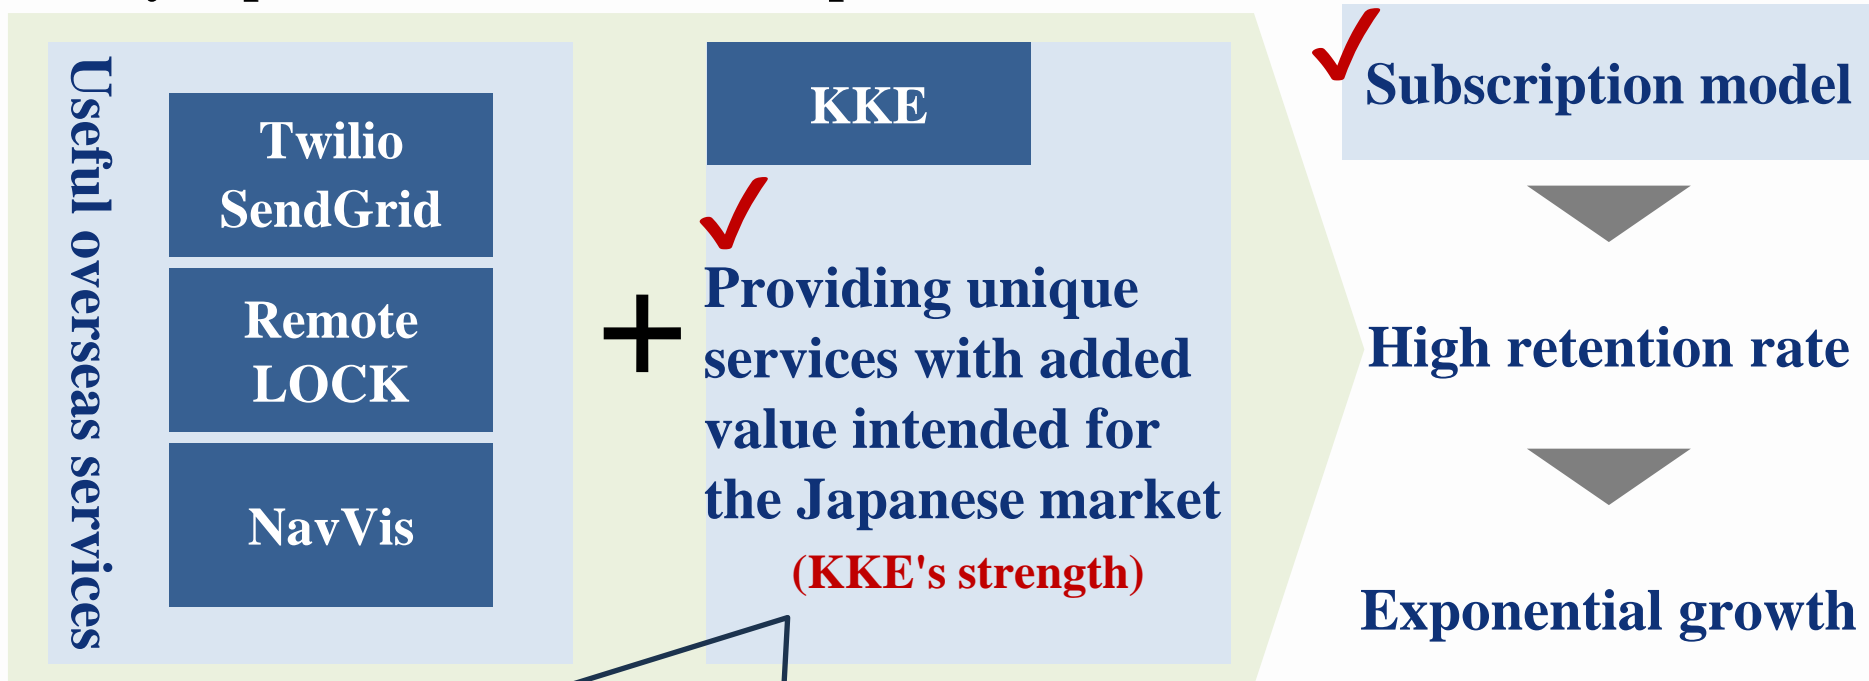 Useful overseas services
Twilio
SendGrid
Remote
LOCK
NavVis
+
KKE
Providing unique
services with added
value intended for
the Japanese market
(KKE's strength)
Subscription model
High retention rate
Exponential growth